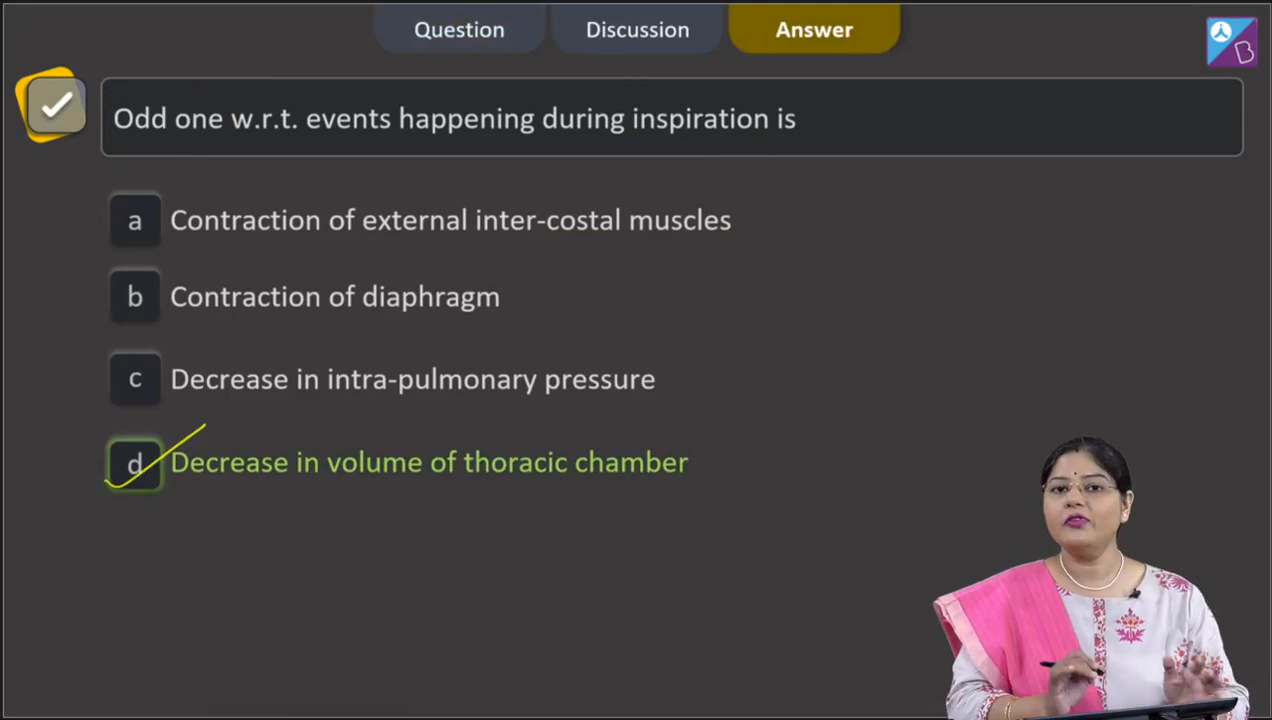 Question
Discussion
Answer
B
Odd one w.r.t. events happening during inspiration is
a
Contraction of external inter-costal muscles
b
Contraction of diaphragm
c
Decrease in intra-pulmonary pressure
d
Decrease in volume of thoracic chamber